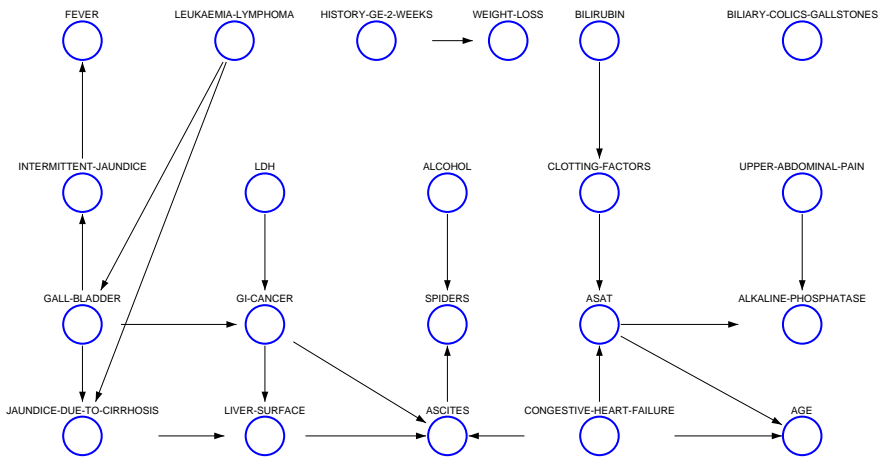 FEVER
LEUKAEMIA-LYMPHOMA
HISTORY-GE-2-WEEKS
WEIGHT-LOSS
BILIRUBIN
BILIARY-COLICS-GALLSTONES
INTERMITTENT-JAUNDICE
LDH
ALCOHOL
CLOTTING-FACTORS
UPPER-ABDOMINAL-PAIN
GALL-BLADDER
GI-CANCER
SPIDERS
ASAT
ALKALINE-PHOSPHATASE
JAUNDICE-DUE-TO-CIRRHOSIS
LIVER-SURFACE
ASCITES
CONGESTIVE-HEART-FAILURE
AGE